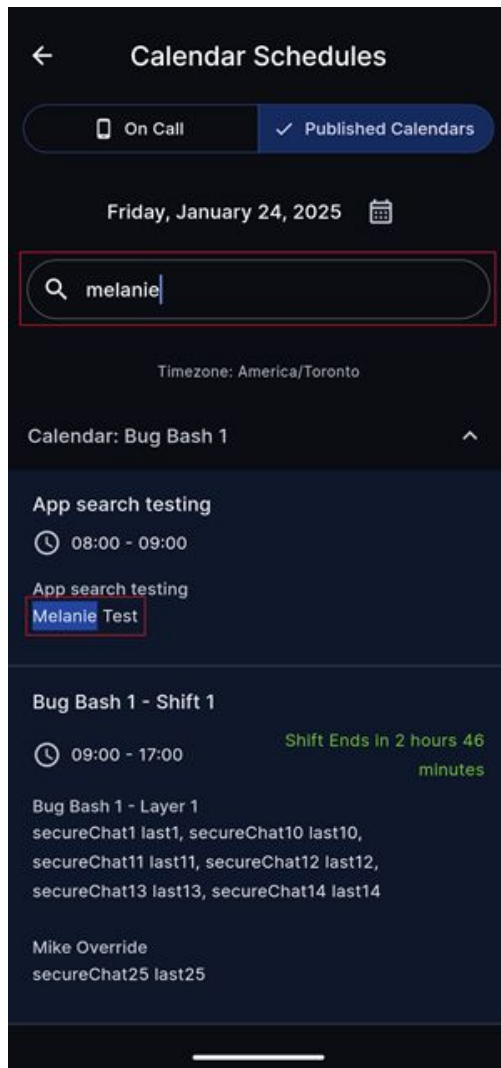 Calendar Schedules
On Call
Published Calendars
Friday, January 24, 2025
melanie
Timezone: America/Toronto
Calendar: Bug Bash 1
App search testing
08:00 - 09:00
App search testing
Melanie Test
Bug Bash 1 - Shift 1
09:00 - 17:00
Shift Ends in 2 hours 46
minutes
Bug Bash 1 - Layer 1
secureChat1 last1, secureChat10 last10,
secureChat11 last11, secureChat12 last12,
secureChat13 last13, secureChat14 last14
Mike Override
secureChat25 last25